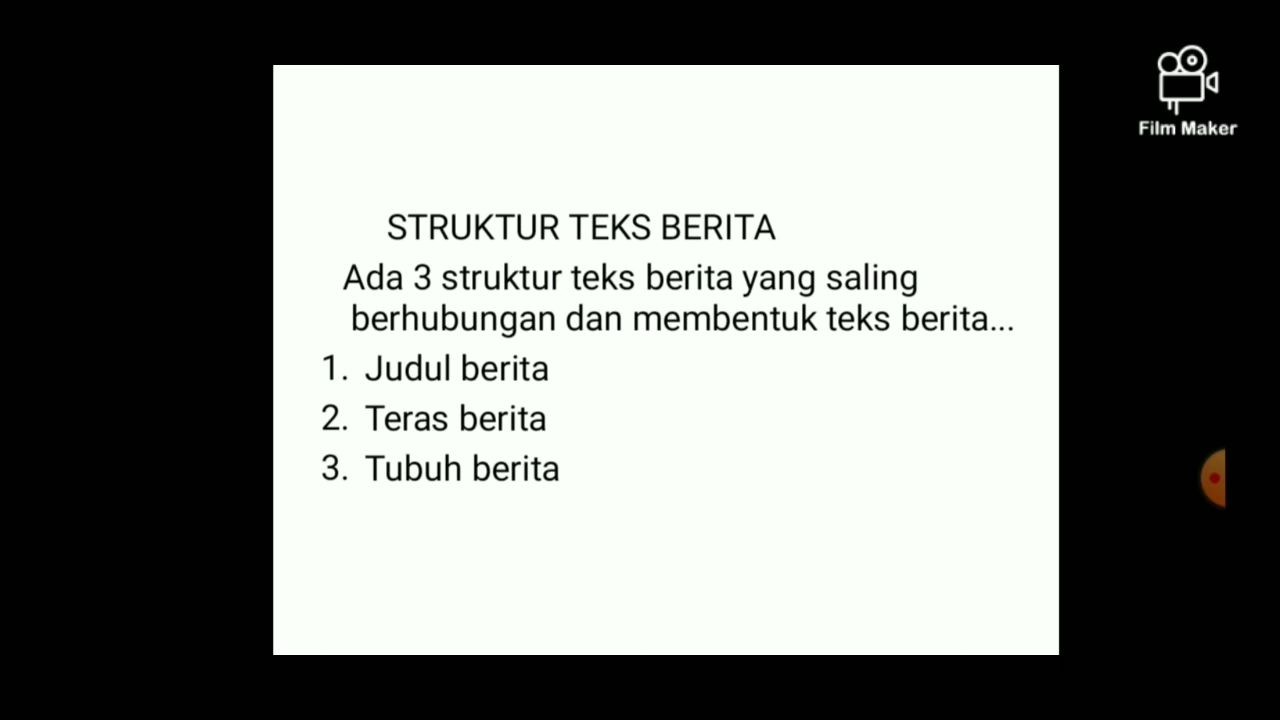 Film Maker
STRUKTUR TEKS BERITA
Ada 3 struktur teks berita yang saling
berhubungan dan membentuk teks berita...
1. Judul berita
2. Teras berita
3. Tubuh berita